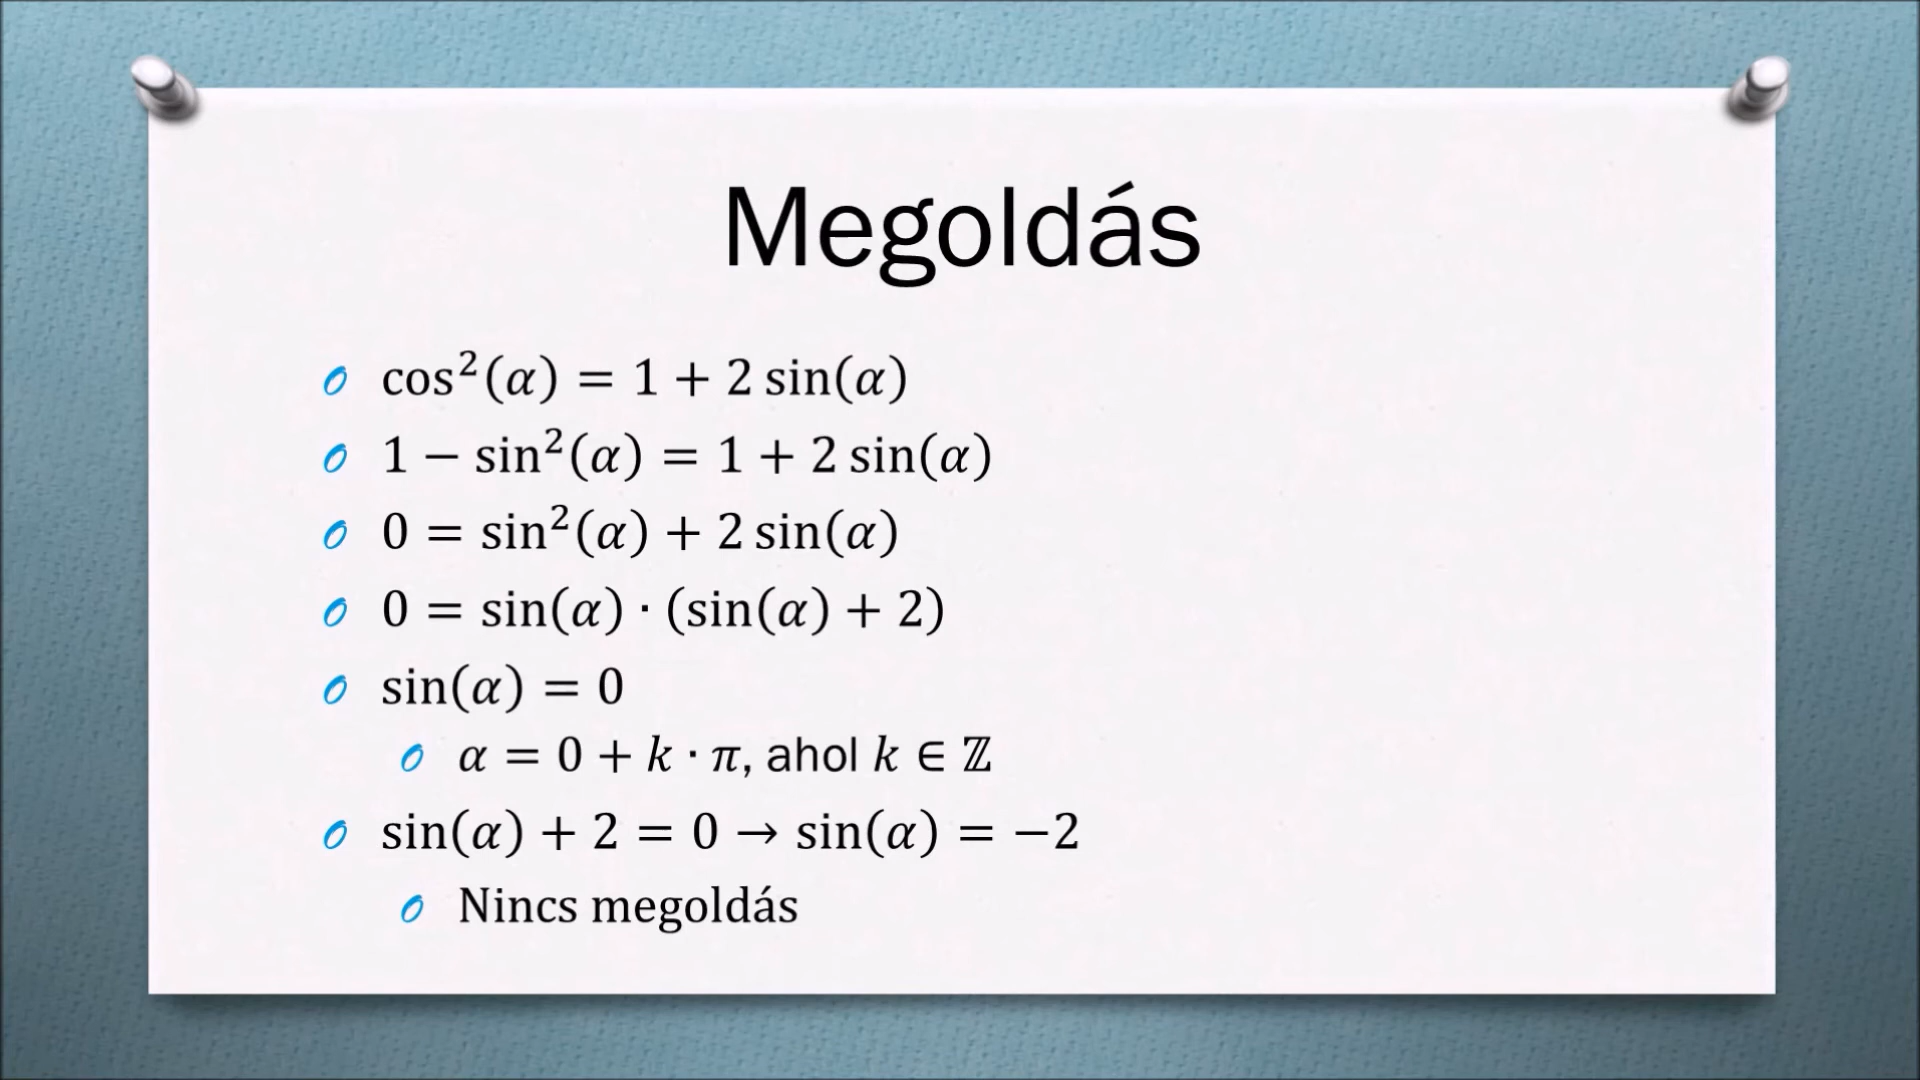 Megoldás
cos²(α) = 1 + 2 sin(α)
1 − sin²(α) = 1 + 2 sin(α)
0 = sin²(α) + 2 sin(α)
0 = sin(α) · (sin(α) + 2)
sin(α) = 0
α = 0 + k · π, ahol k ∈ ℤ
sin(α) + 2 = 0 → sin(α) = −2
Nincs megoldás